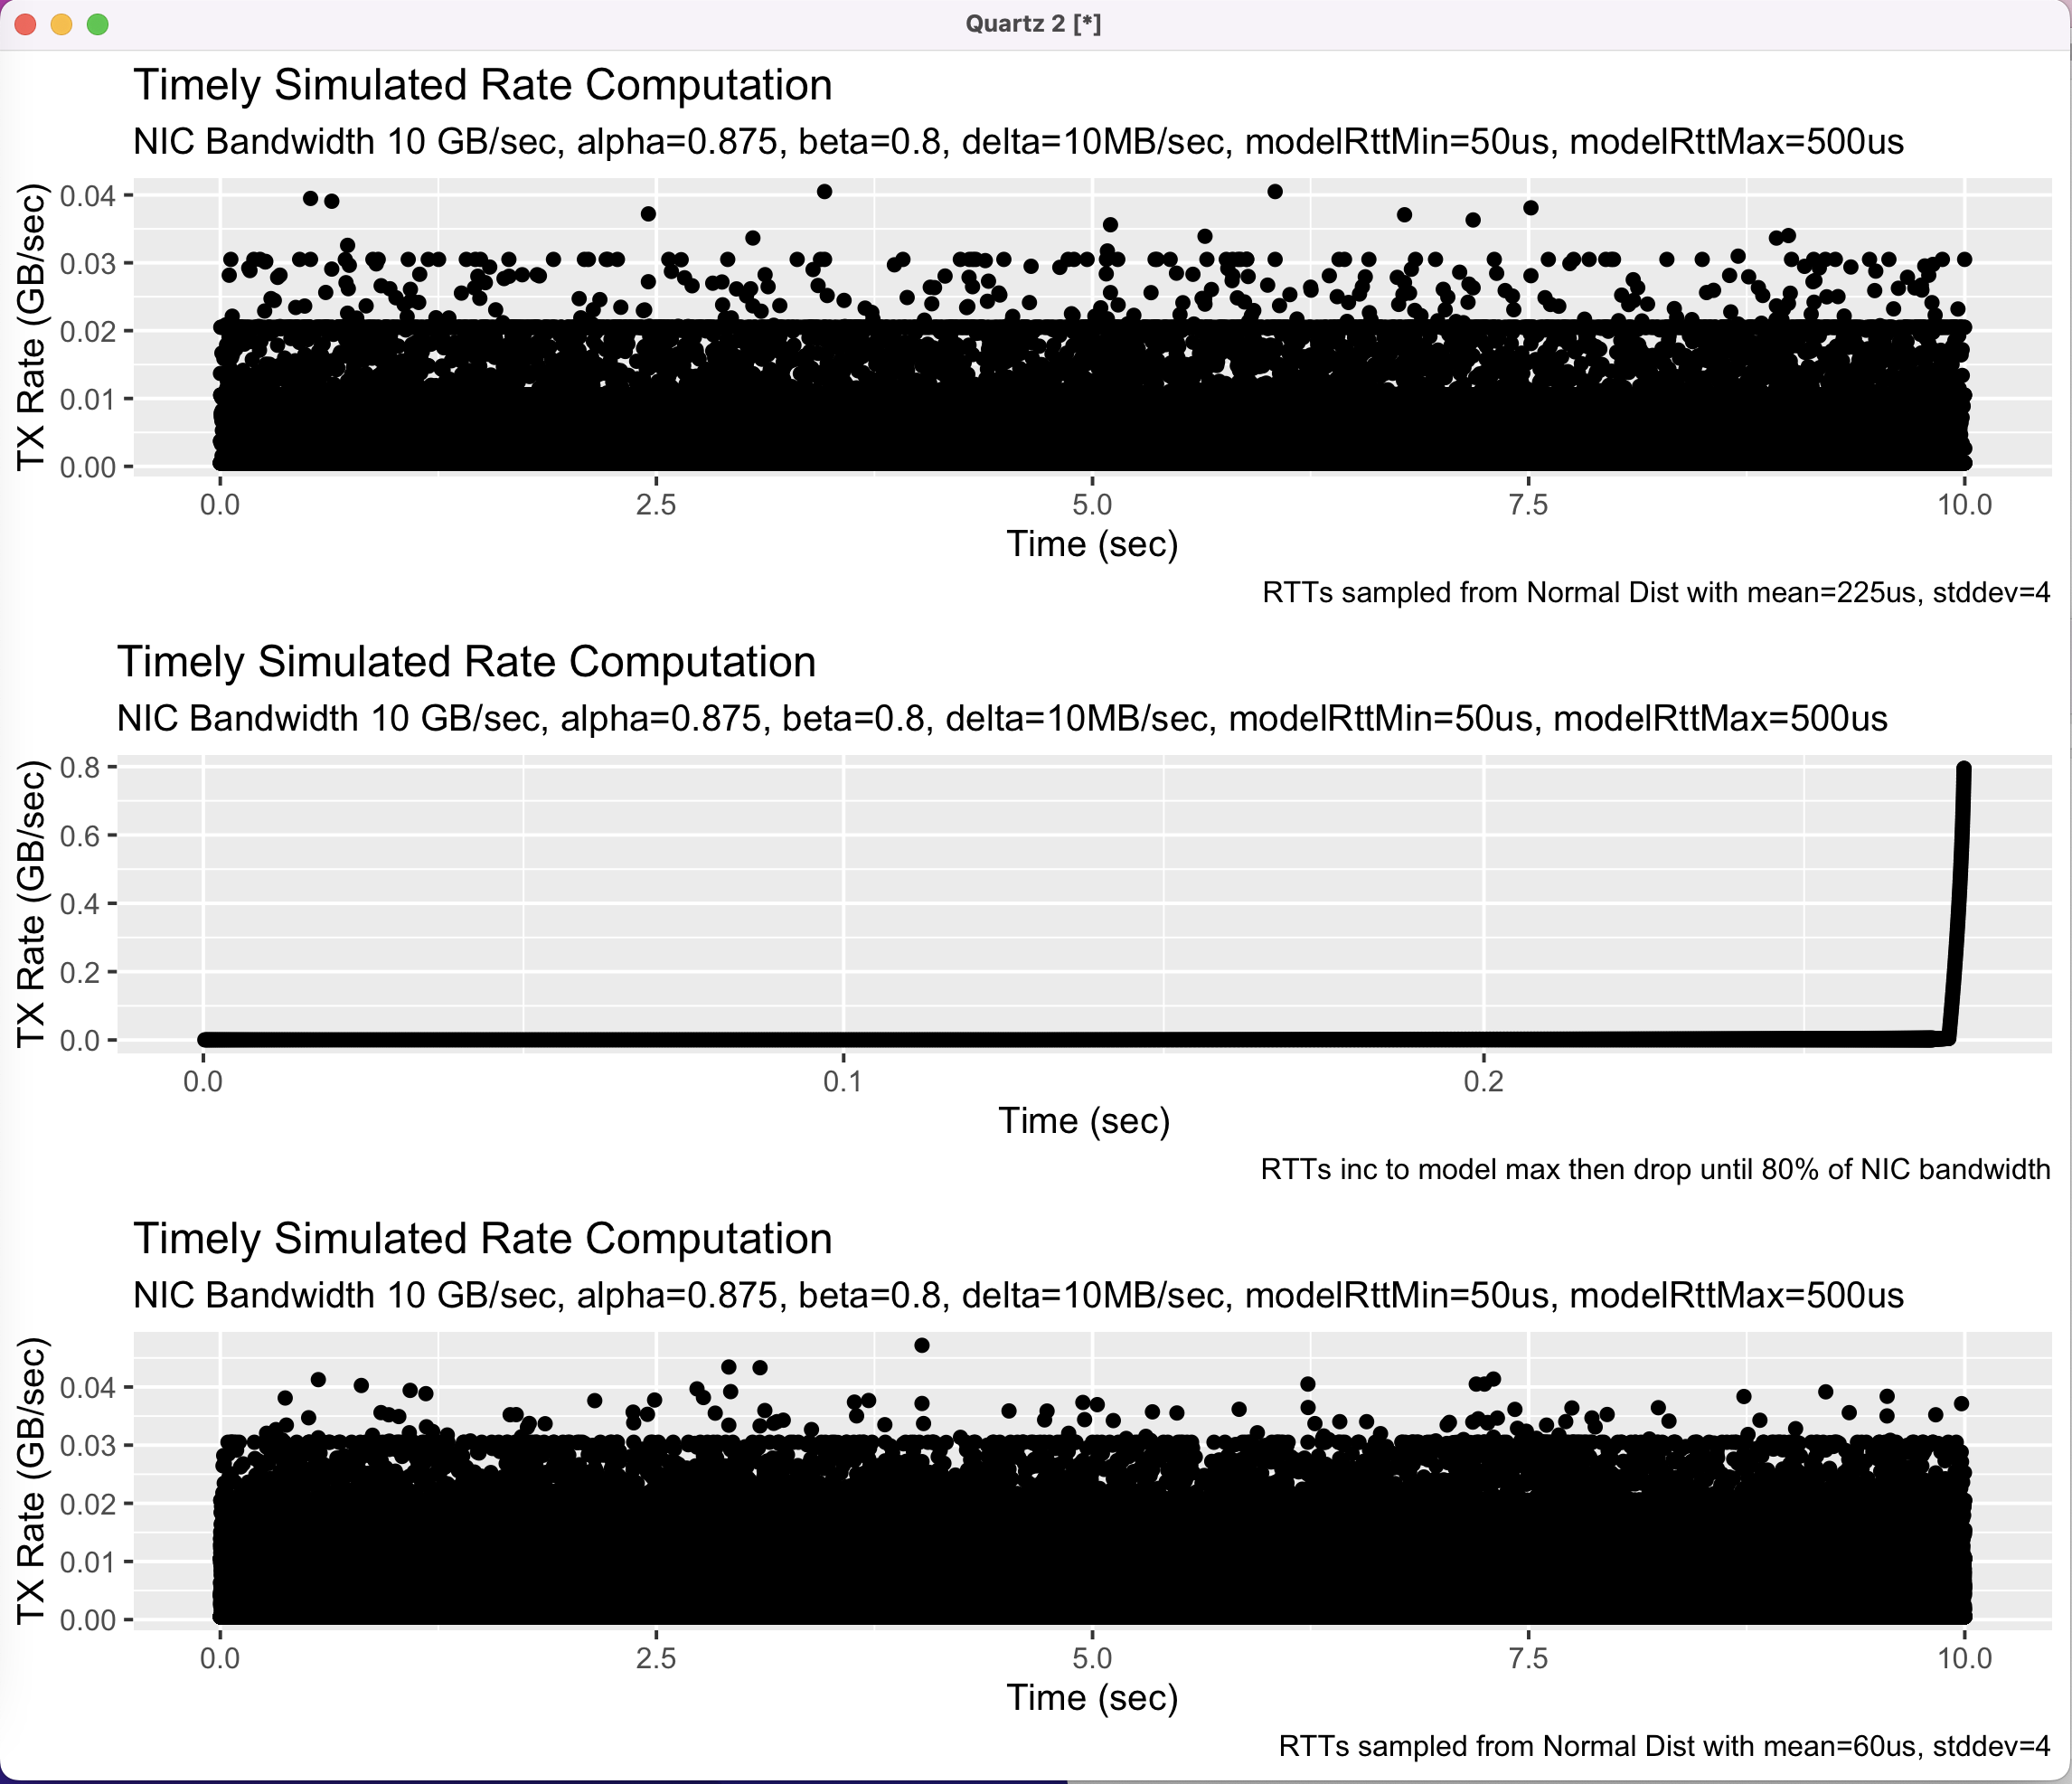 Quartz 2 [*]
Timely Simulated Rate Computation
NIC Bandwidth 10 GB/sec, alpha=0.875, beta=0.8, delta=10MB/sec, modelRttMin=50us, modelRttMax=500us
TX Rate (GB/sec)
0.04
0.03
0.02
0.01
0.00
0.0 2.5 5.0 7.5 10.0
Time (sec)
RTTs sampled from Normal Dist with mean=225us, stddev=4
Timely Simulated Rate Computation
NIC Bandwidth 10 GB/sec, alpha=0.875, beta=0.8, delta=10MB/sec, modelRttMin=50us, modelRttMax=500us
TX Rate (GB/sec)
0.8
0.6
0.4
0.2
0.0
0.0 0.1 0.2
Time (sec)
RTTs inc to model max then drop until 80% of NIC bandwidth
Timely Simulated Rate Computation
NIC Bandwidth 10 GB/sec, alpha=0.875, beta=0.8, delta=10MB/sec, modelRttMin=50us, modelRttMax=500us
TX Rate (GB/sec)
0.04
0.03
0.02
0.01
0.00
0.0 2.5 5.0 7.5 10.0
Time (sec)
RTTs sampled from Normal Dist with mean=60us, stddev=4